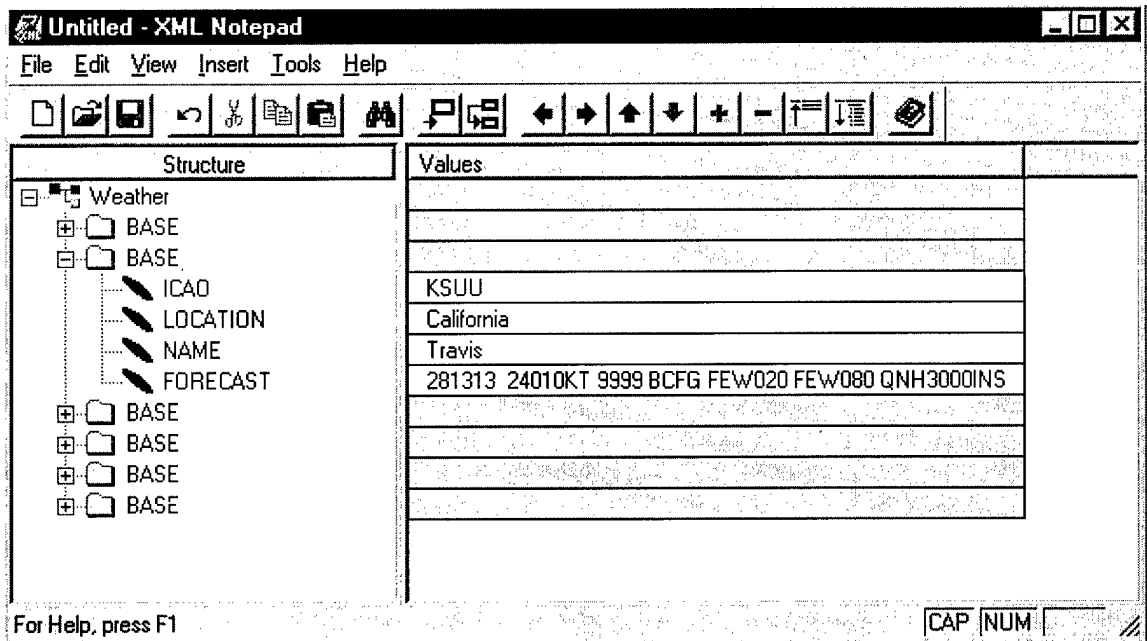 Untitled - XML Notepad
File Edit View Insert Tools Help
Structure Values
Weather
BASE
BASE
ICAO KSUU
LOCATION California
NAME Travis
FORECAST 281313 24010KT 9999 BCFG FEW020 FEW080 QNH3000INS
BASE
BASE
BASE
BASE
For Help, press F1 CAP NUM